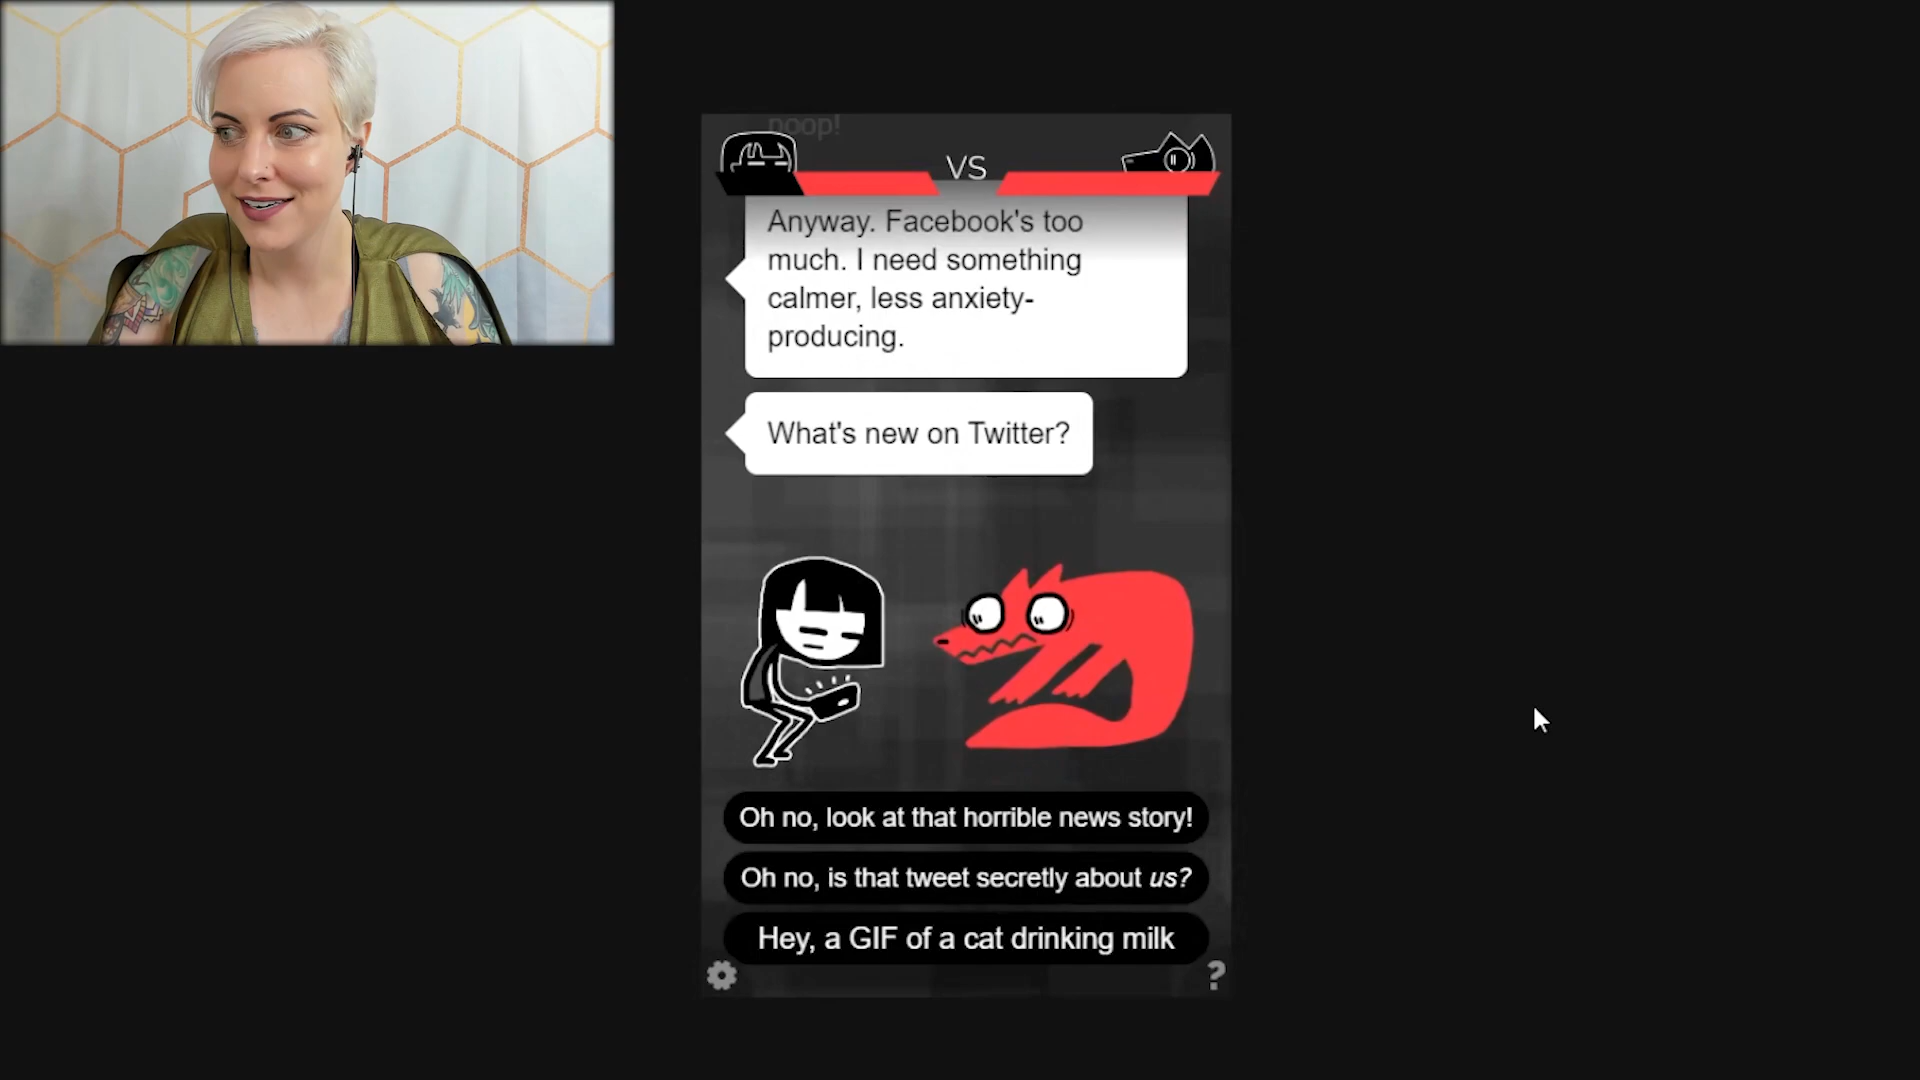 poop!
VS
Anyway. Facebook's too
much. I need something
calmer, less anxiety-
producing.
What's new on Twitter?
Oh no, look at that horrible news story!
Oh no, is that tweet secretly about us?
Hey, a GIF of a cat drinking milk
?